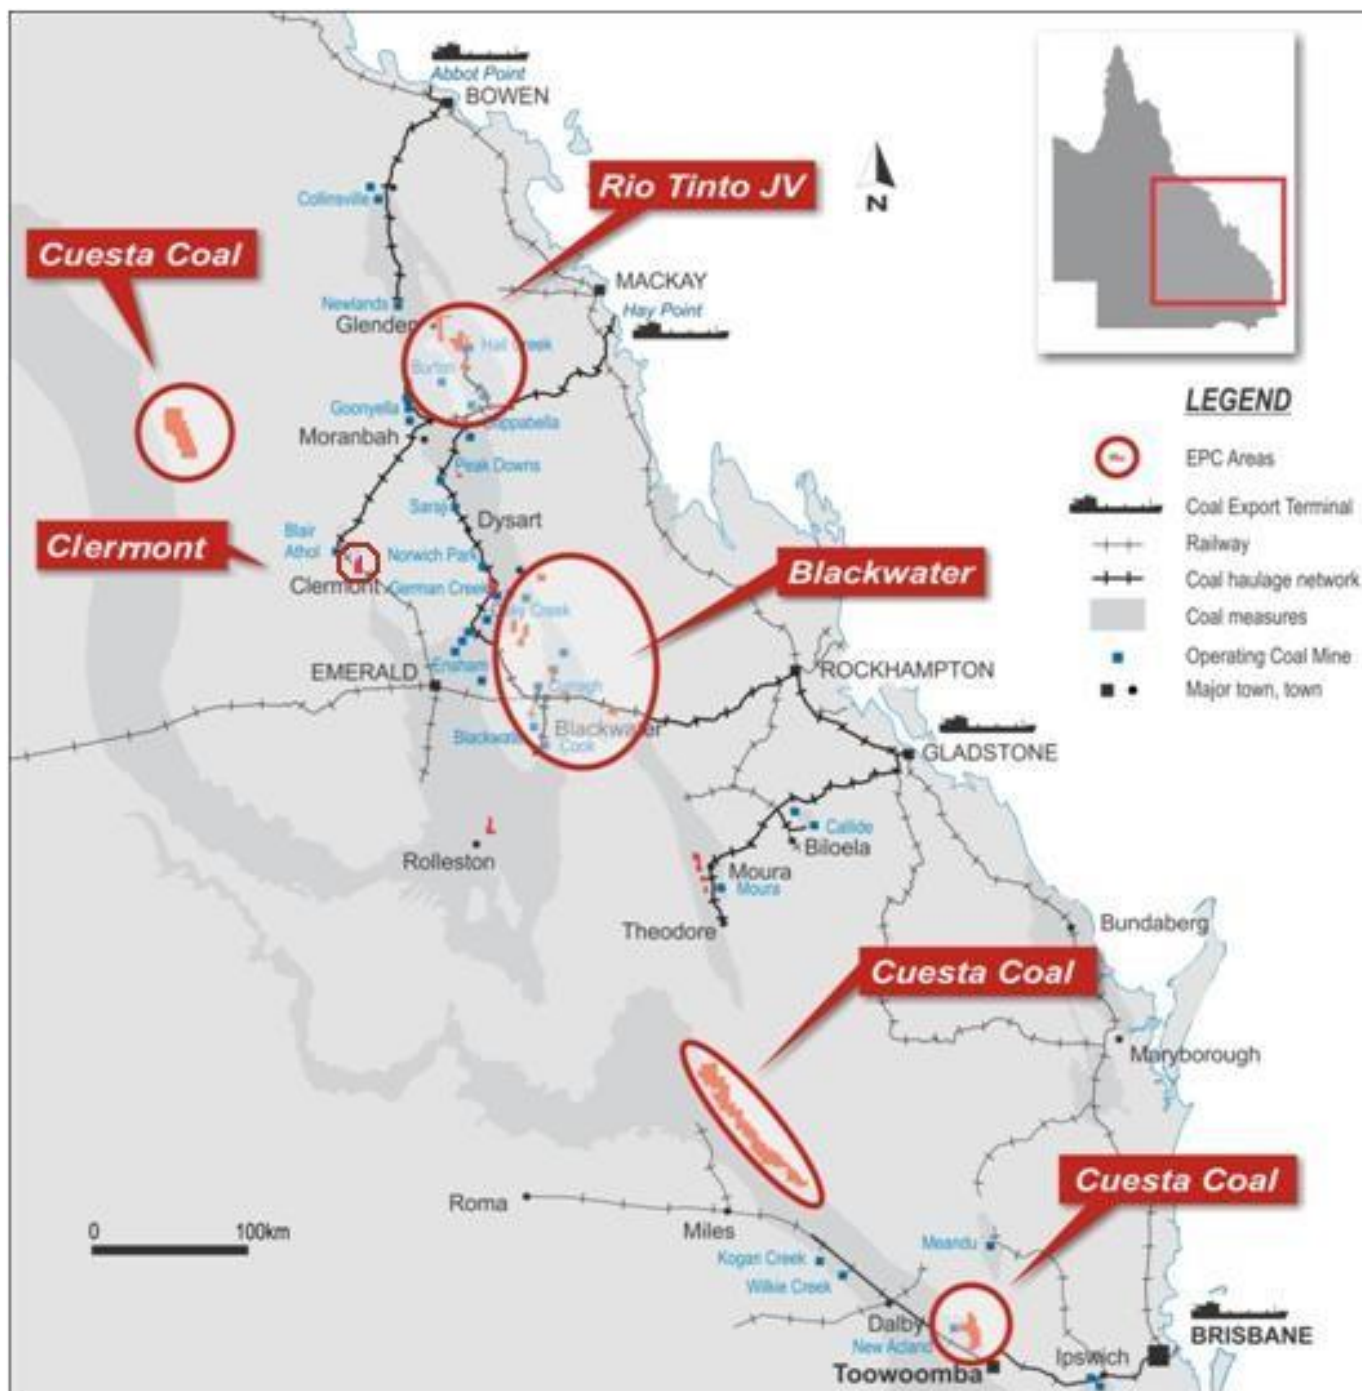 Abbot Point
BOWEN
Rio Tinto JV
N
Collinsville
Cuesta Coal
MACKAY
Hay Point
Newlands
Glenden
Hail Creek
Burton
LEGEND
Goonyella
Moranbah
EPC Areas
Peak Downs
Coal Export Terminal
Saraji
Dysart
Railway
Clermont
Blair
Athol
Norwich Park
Blackwater
Coal haulage network
Clermont
German Creek
Coal measures
Ensham
Operating Coal Mine
EMERALD
ROCKHAMPTON
Major town, town
Blackwater
Blackwater
Cook
GLADSTONE
Callide
Biloela
Rolleston
Moura
Moura
Theodore
Bundaberg
Cuesta Coal
Maryborough
Cuesta Coal
Roma
0 100km
Miles
Meandu
Kogan Creek
Wilkie Creek
Dalby
New Acland
BRISBANE
Ipswich
Toowoomba